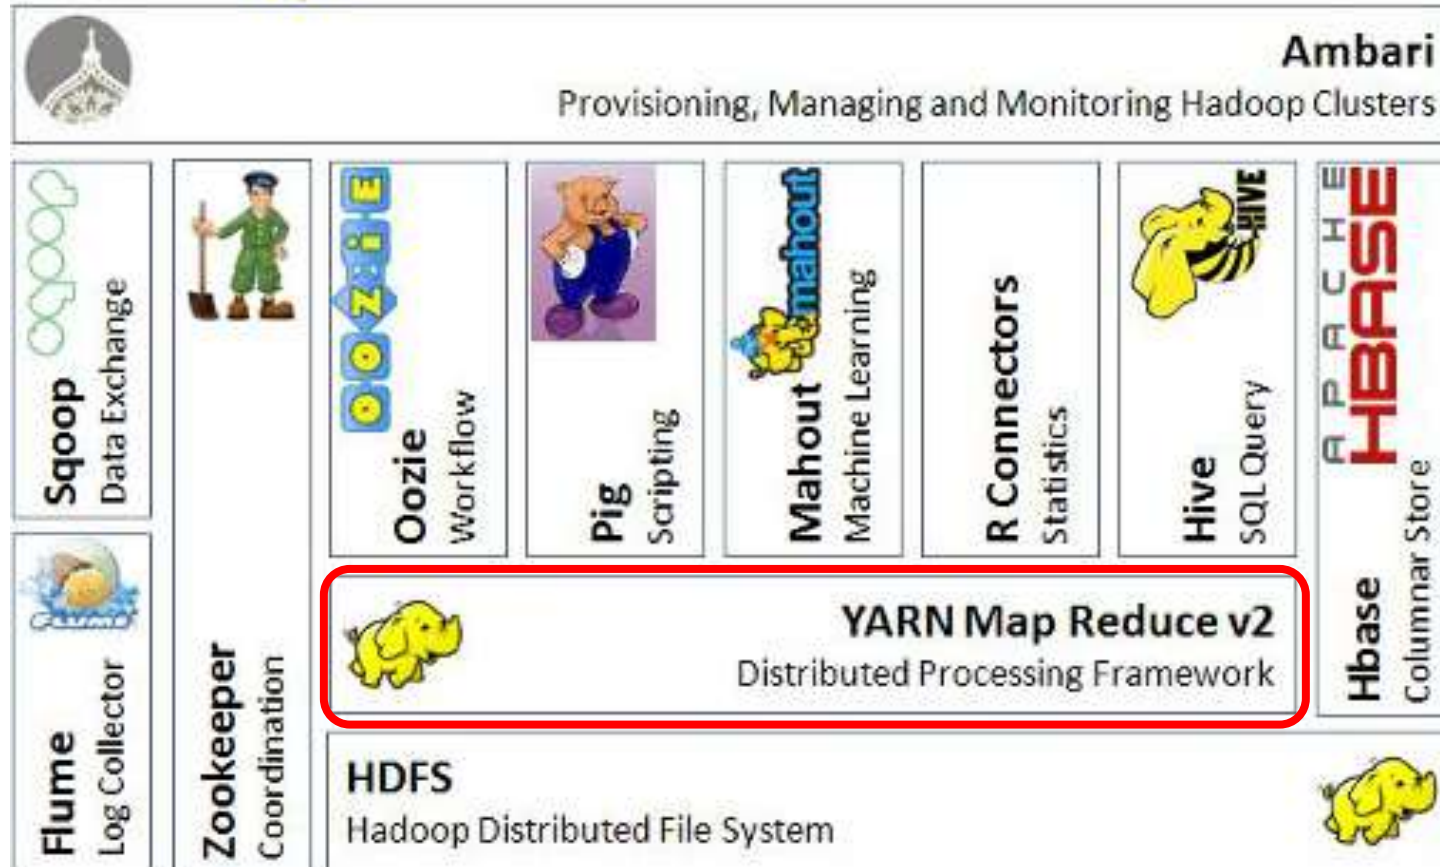 Ambari
Provisioning, Managing and Monitoring Hadoop Clusters
sqoop
Sqoop
Data Exchange
Zookeeper
Coordination
OOZiE
Oozie
Workflow
Pig
Scripting
mahout
Mahout
Machine Learning
R Connectors
Statistics
HIVE
Hive
SQL Query
APACHE
HBASE
Hbase
Columnar Store
FLUME
Flume
Log Collector
YARN Map Reduce v2
Distributed Processing Framework
HDFS
Hadoop Distributed File System